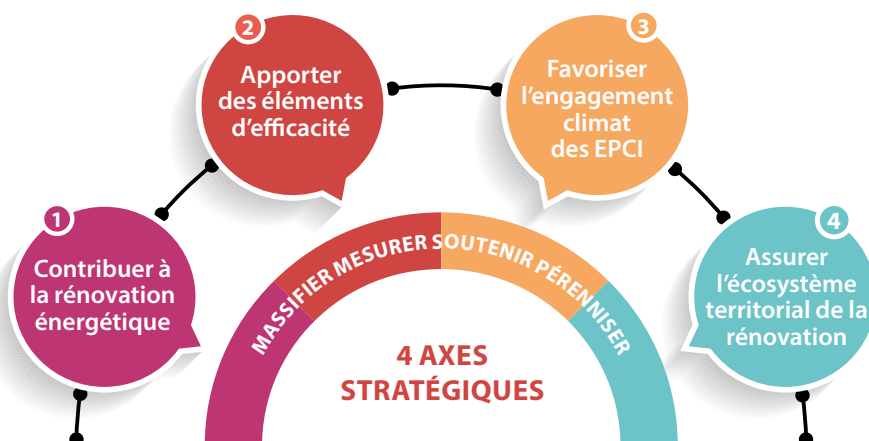 1
Contribuer à
la rénovation
énergétique
2
Apporter
des éléments
d'efficacité
3
Favoriser
l'engagement
climat
des EPCI
4
Assurer
l'écosystème
territorial de la
rénovation
MASSIFIER MESURER SOUTENIR PÉRENNISER
4 AXES
STRATÉGIQUES